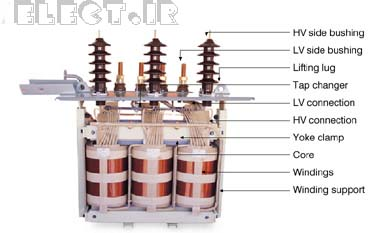 ELECT.IR
HV side bushing
LV side bushing
Lifting lug
Tap changer
LV connection
HV connection
Yoke clamp
Core
Windings
Winding support